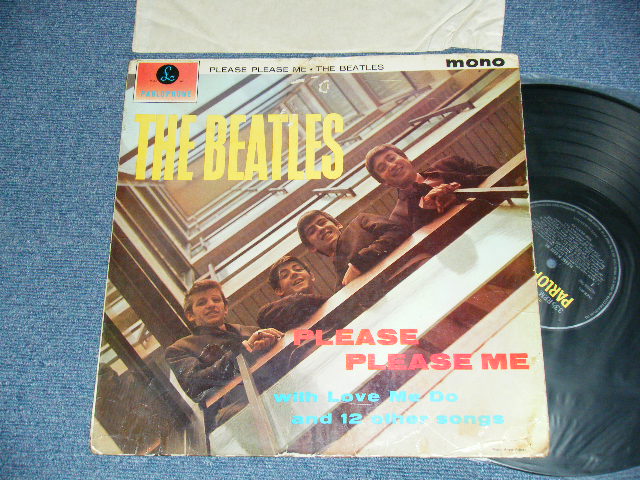 PLEASE PLEASE ME • THE BEATLES
mono
PARLOPHONE
THE BEATLES
PLEASE
PLEASE ME
with Love Me Do
and 12 other songs
PARLOP